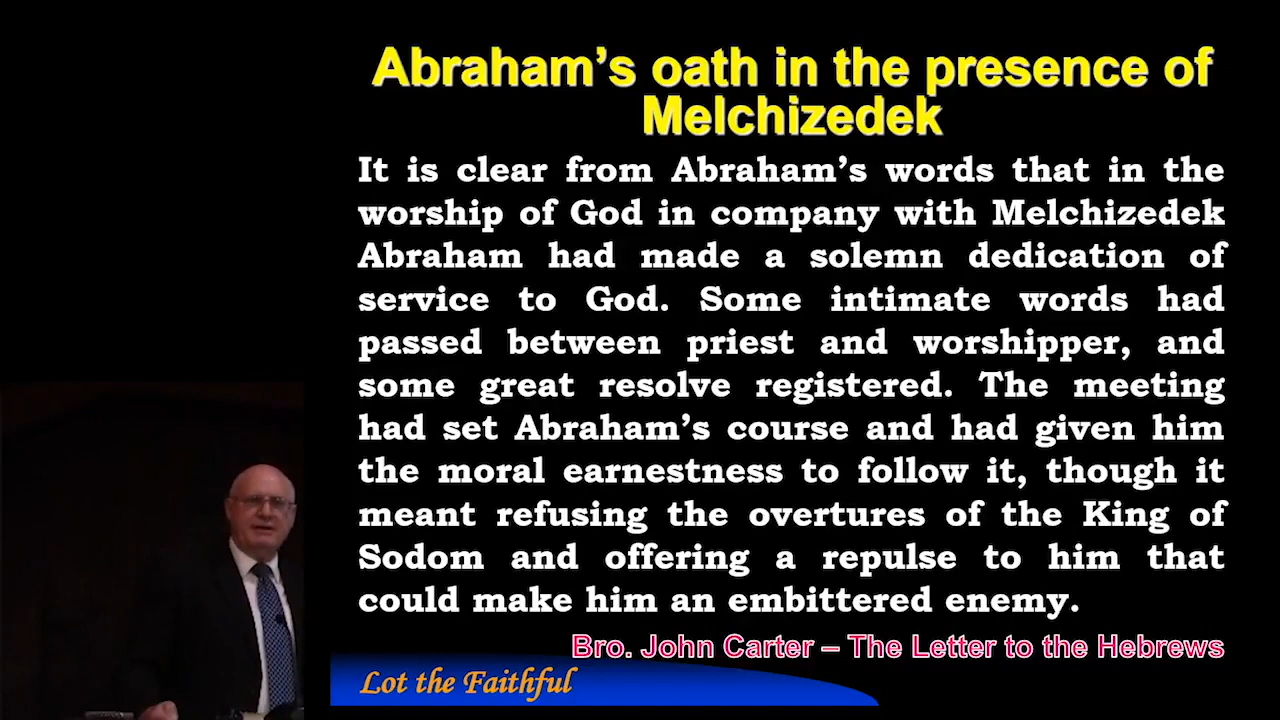 Abraham’s oath in the presence of
Melchizedek
It is clear from Abraham’s words that in the
worship of God in company with Melchizedek
Abraham had made a solemn dedication of
service to God. Some intimate words had
passed between priest and worshipper, and
some great resolve registered. The meeting
had set Abraham’s course and had given him
the moral earnestness to follow it, though it
meant refusing the overtures of the King of
Sodom and offering a repulse to him that
could make him an embittered enemy.
Bro. John Carter – The Letter to the Hebrews
Lot the Faithful